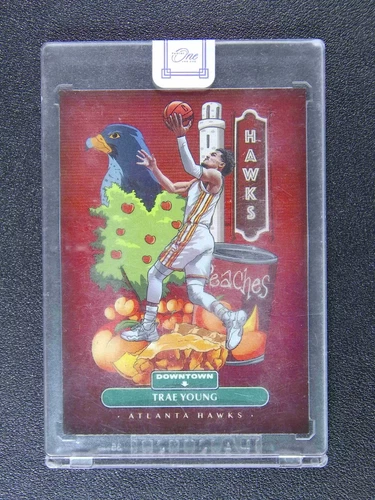 One
HAWKS
Peaches
DOWNTOWN
TRAE YOUNG
ATLANTA HAWKS